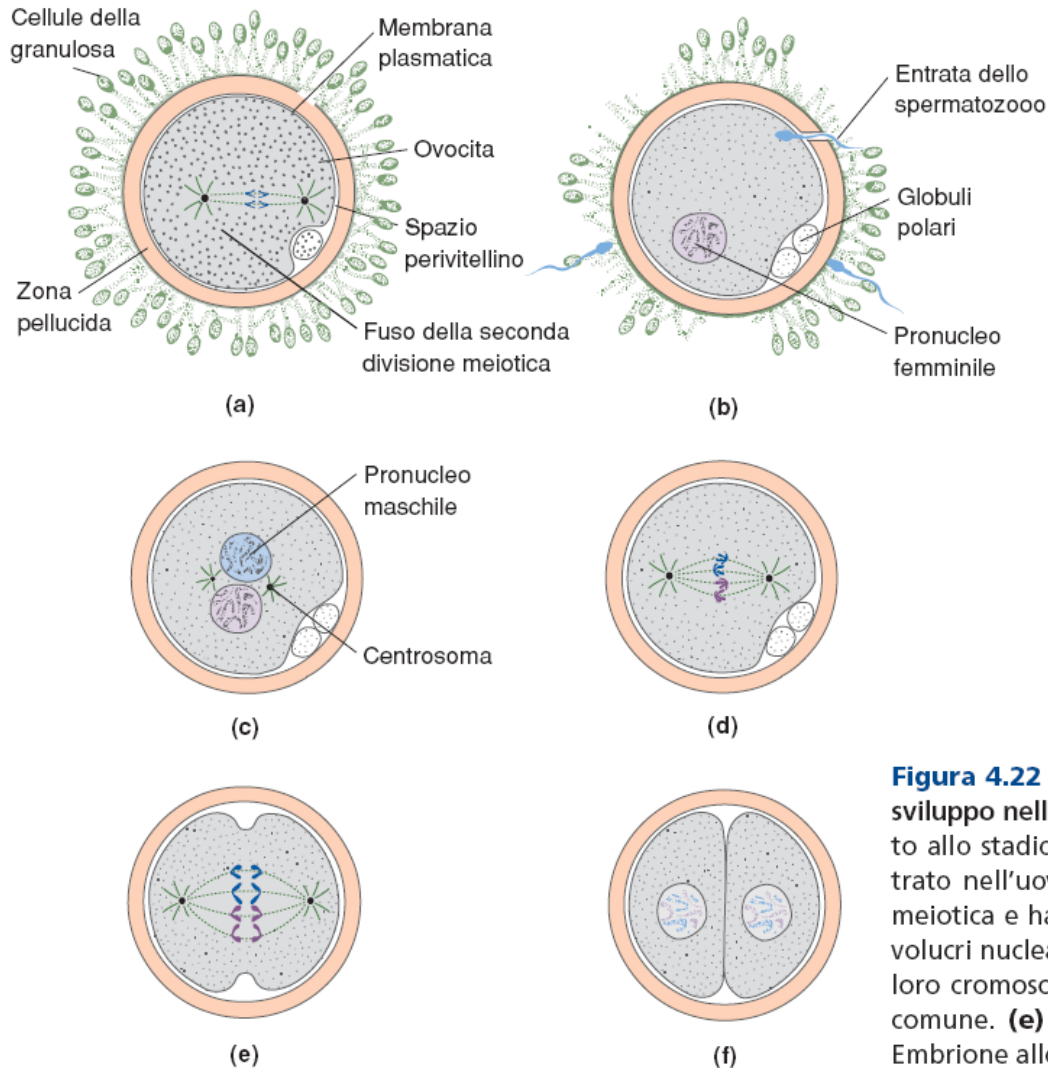 Cellule della
granulosa
Membrana
plasmatica
Ovocita
Spazio
perivitellino
Zona
pellucida
Fuso della seconda
divisione meiotica
(a)
Entrata dello
spermatozooo
Globuli
polari
Pronucleo
femminile
(b)
Pronucleo
maschile
Centrosoma
(c)
(d)
(e)
(f)
Figura 4.22
sviluppo nell
to allo stadio
trato nell'uov
meiotica e ha
volucri nuclea
loro cromoso
comune. (e)
Embrione allo